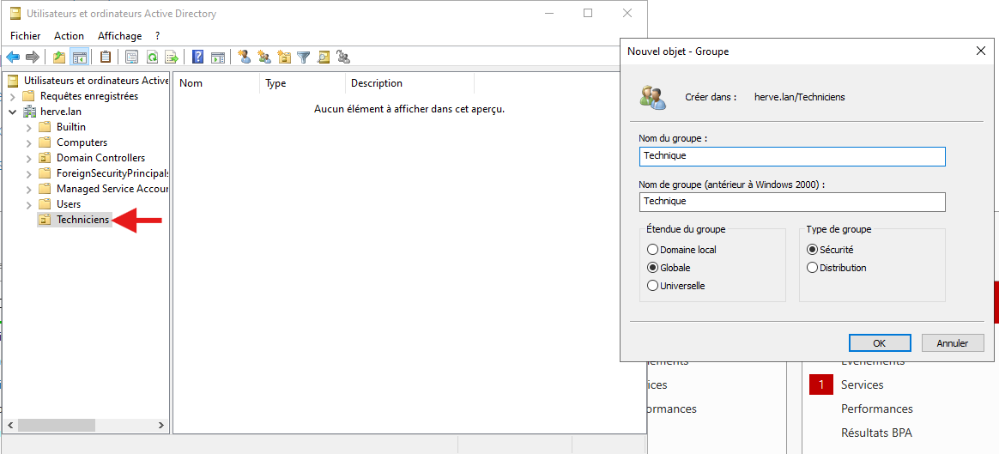 Utilisateurs et ordinateurs Active Directory
Fichier Action Affichage ?
Utilisateurs et ordinateurs Active
Requêtes enregistrées
herve.lan
Builtin
Computers
Domain Controllers
ForeignSecurityPrincipals
Managed Service Accour
Users
Techniciens
Nom Type Description
Aucun élément à afficher dans cet aperçu.
Nouvel objet - Groupe
Créer dans : herve.lan/Techniciens
Nom du groupe :
Technique
Nom de groupe (antérieur à Windows 2000) :
Technique
Étendue du groupe
Domaine local
Globale
Universelle
Type de groupe
Sécurité
Distribution
OK Annuler
Événements
1 Services
Performances
Résultats BPA